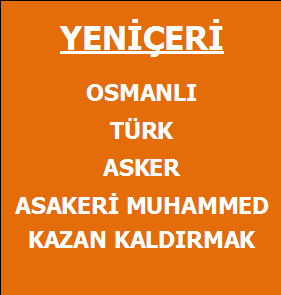 YENİÇERİ
OSMANLI
TÜRK
ASKER
ASAKERİ MUHAMMED
KAZAN KALDIRMAK